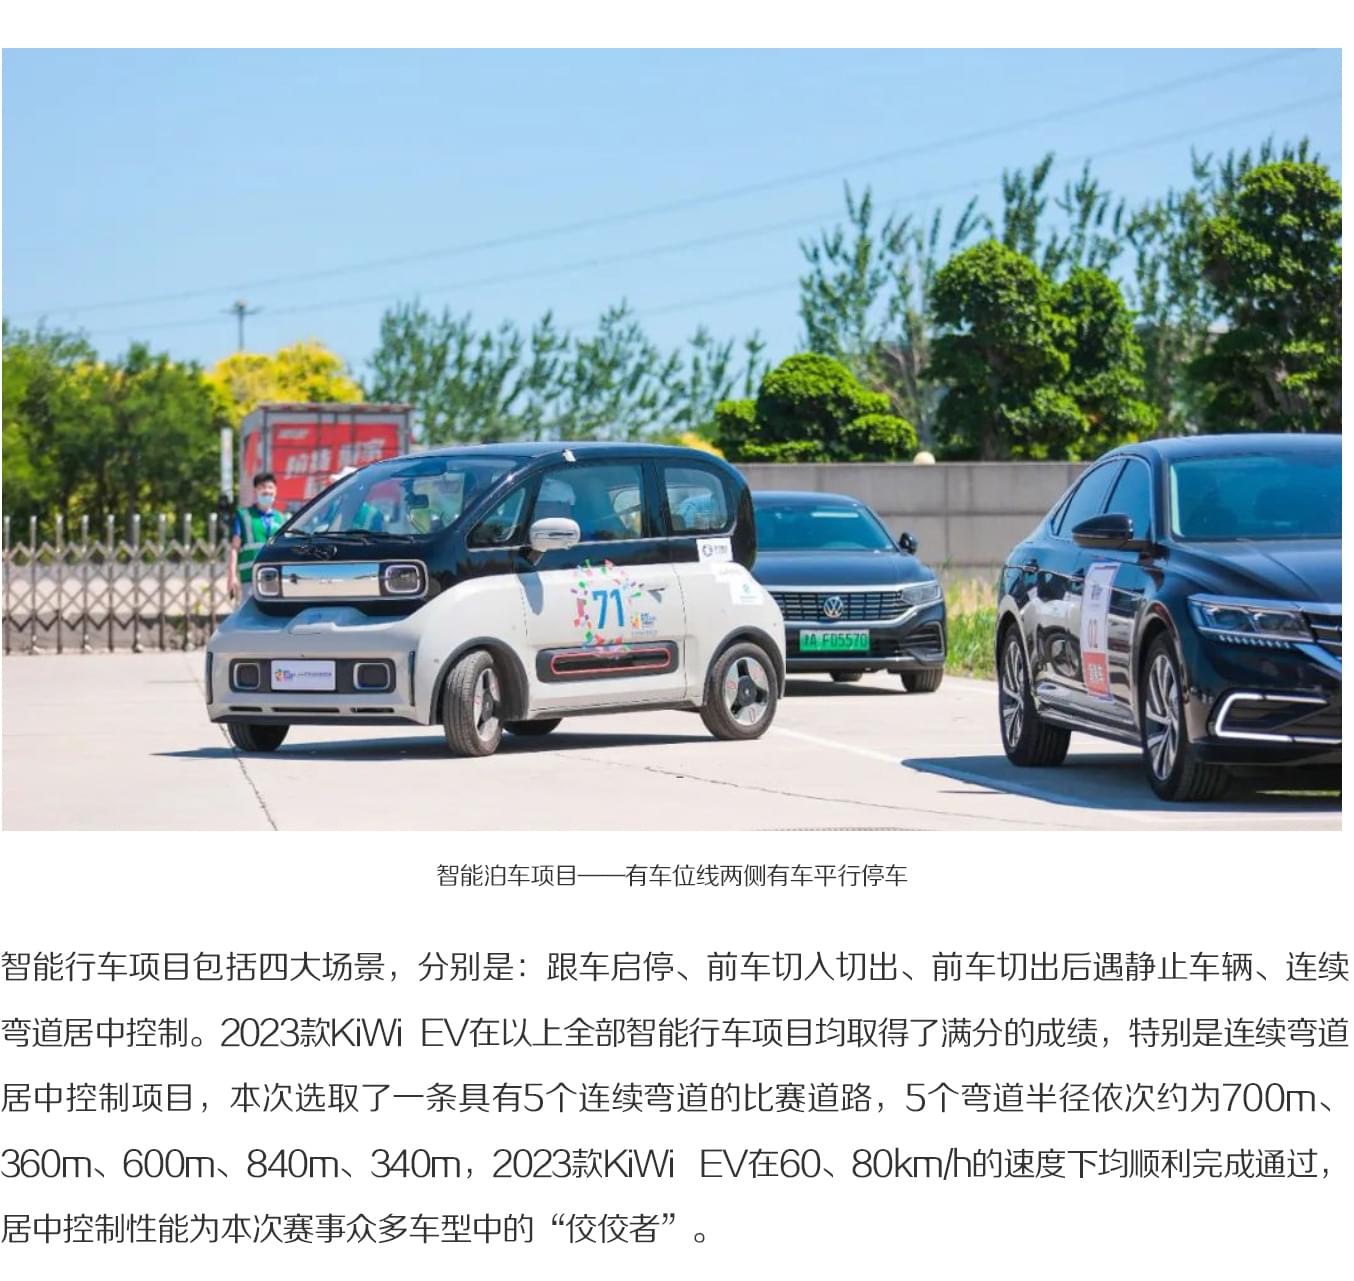 71
津A·F05570
02
智能泊车项目——有车位线两侧有车平行停车
智能行车项目包括四大场景，分别是：跟车启停、前车切入切出、前车切出后遇静止车辆、连续
弯道居中控制。2023款KiWi EV在以上全部智能行车项目均取得了满分的成绩，特别是连续弯道
居中控制项目，本次选取了一条具有5个连续弯道的比赛道路，5个弯道半径依次约为700m、
360m、600m、840m、340m，2023款KiWi EV在60、80km/h的速度下均顺利完成通过，
居中控制性能为本次赛事众多车型中的“佼佼者”。